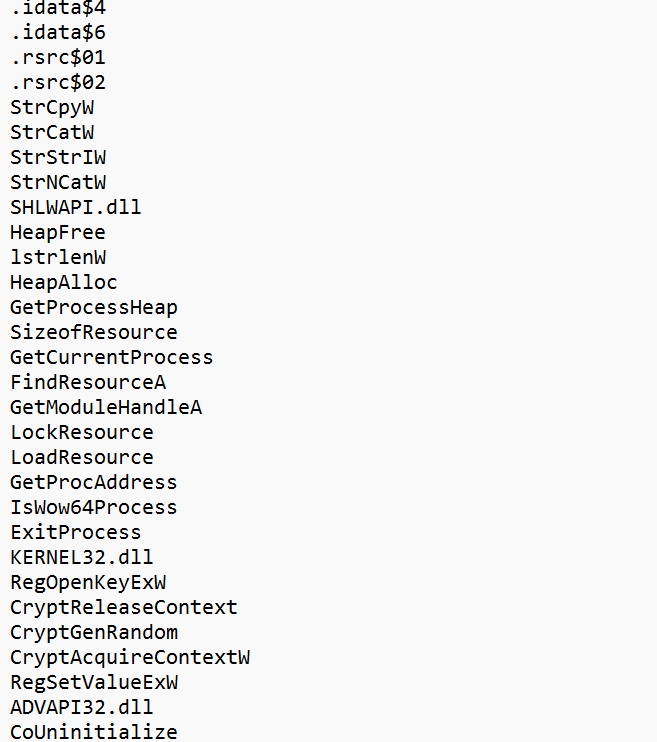 .idata$4
.idata$6
.rsrc$01
.rsrc$02
StrCpyW
StrCatW
StrStrIW
StrNCatW
SHLWAPI.dll
HeapFree
lstrlenW
HeapAlloc
GetProcessHeap
SizeofResource
GetCurrentProcess
FindResourceA
GetModuleHandleA
LockResource
LoadResource
GetProcAddress
IsWow64Process
ExitProcess
KERNEL32.dll
RegOpenKeyExW
CryptReleaseContext
CryptGenRandom
CryptAcquireContextW
RegSetValueExW
ADVAPI32.dll
CoUninitialize